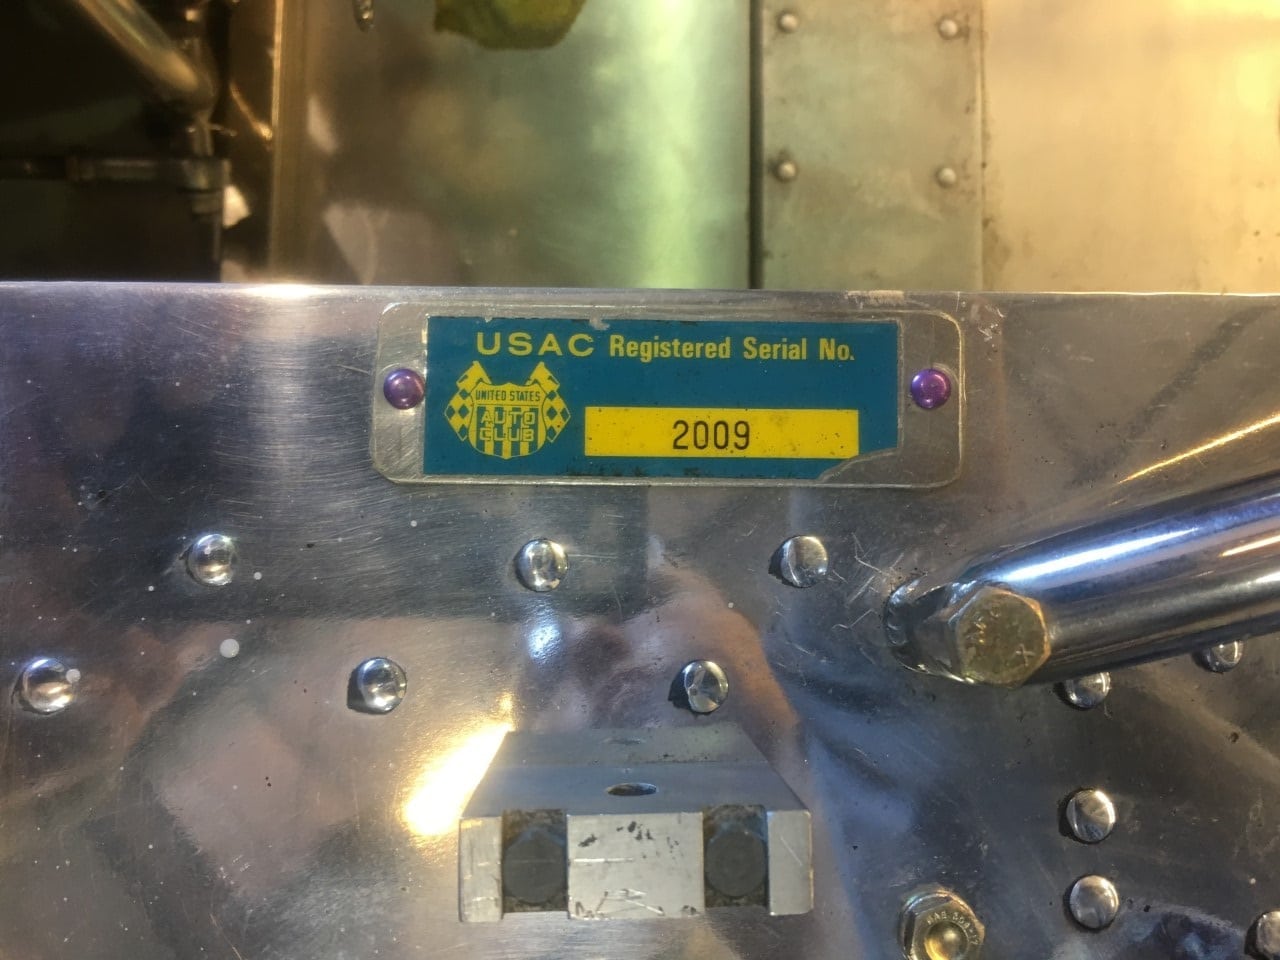 USAC Registered Serial No.
UNITED STATES
AUTO
CLUB
2009